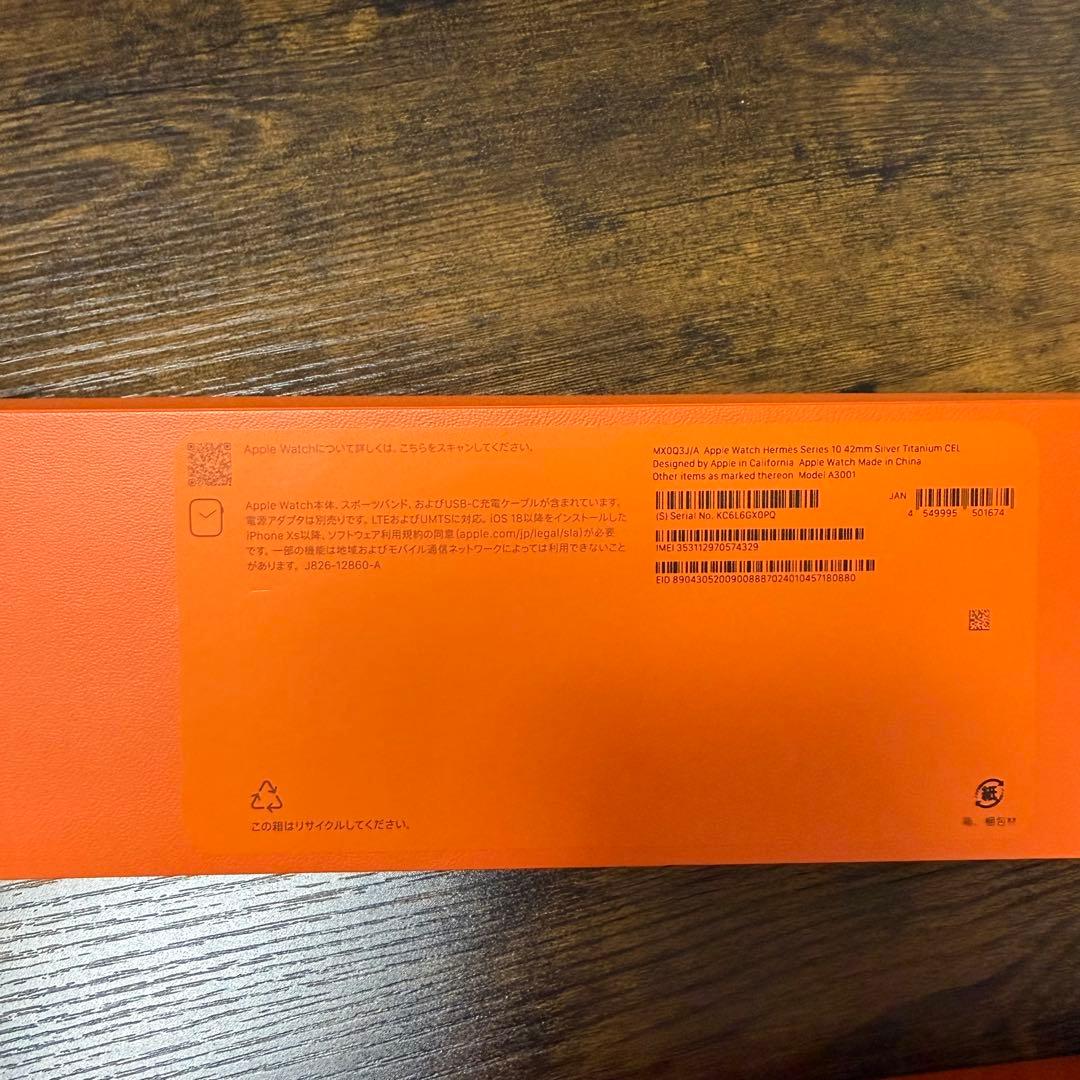 Apple Watchについて詳しくは、こちらをスキャンしてください。
Apple Watch本体、スポーツバンド、およびUSB-C充電ケーブルが含まれています。
電源アダプタは別売りです。LTEおよびUMTSに対応。iOS 18以降をインストールした
iPhone Xs以降、ソフトウェア利用規約の同意(apple.com/jp/legal/sla)が必要
です。一部の機能は地域およびモバイル通信ネットワークによっては利用できないこと
があります。J826-12860-A
MX0Q3J/A Apple Watch Hermès Series 10 42mm Silver Titanium CEL
Designed by Apple in California Apple Watch Made in China
Other items as marked thereon Model A3001
(S) Serial No. KC6L6GX0PQ
JAN
4 549995 501674
IMEI 353112970574329
EID 89043052009008887024010457180880
この箱はリサイクルしてください。
紙
箱、梱包材